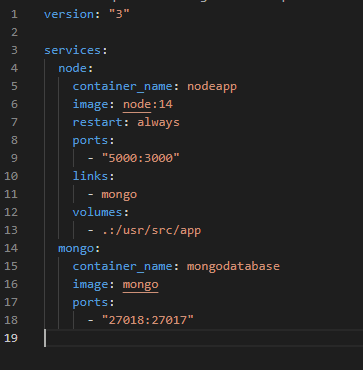 1 version: "3"
2
3 services:
4   node:
5     container_name: nodeapp
6     image: node:14
7     restart: always
8     ports:
9       - "5000:3000"
10     links:
11       - mongo
12     volumes:
13       - .:/usr/src/app
14   mongo:
15     container_name: mongodatabase
16     image: mongo
17     ports:
18       - "27018:27017"
19